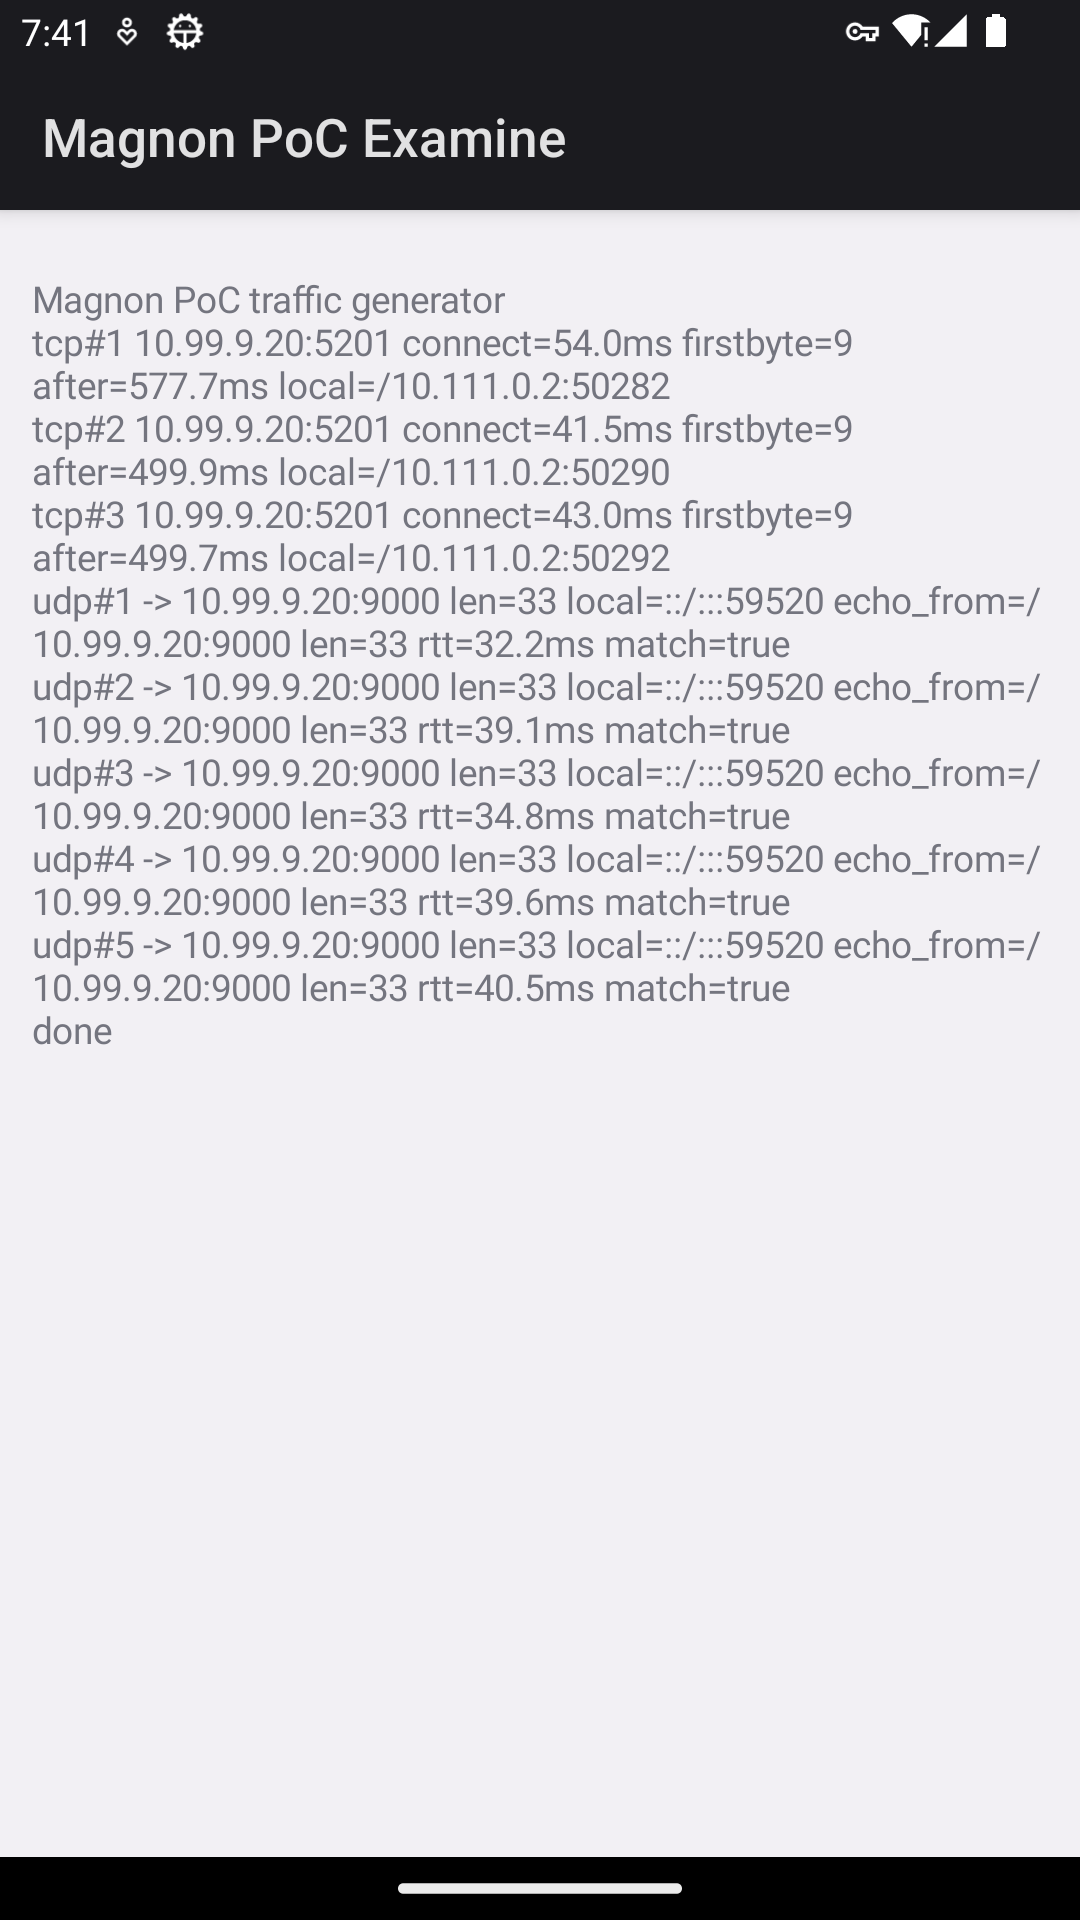 7:41
Magnon PoC Examine
Magnon PoC traffic generator
tcp#1 10.99.9.20:5201 connect=54.0ms firstbyte=9
after=577.7ms local=/10.111.0.2:50282
tcp#2 10.99.9.20:5201 connect=41.5ms firstbyte=9
after=499.9ms local=/10.111.0.2:50290
tcp#3 10.99.9.20:5201 connect=43.0ms firstbyte=9
after=499.7ms local=/10.111.0.2:50292
udp#1 -> 10.99.9.20:9000 len=33 local=::/:::59520 echo_from=/
10.99.9.20:9000 len=33 rtt=32.2ms match=true
udp#2 -> 10.99.9.20:9000 len=33 local=::/:::59520 echo_from=/
10.99.9.20:9000 len=33 rtt=39.1ms match=true
udp#3 -> 10.99.9.20:9000 len=33 local=::/:::59520 echo_from=/
10.99.9.20:9000 len=33 rtt=34.8ms match=true
udp#4 -> 10.99.9.20:9000 len=33 local=::/:::59520 echo_from=/
10.99.9.20:9000 len=33 rtt=39.6ms match=true
udp#5 -> 10.99.9.20:9000 len=33 local=::/:::59520 echo_from=/
10.99.9.20:9000 len=33 rtt=40.5ms match=true
done